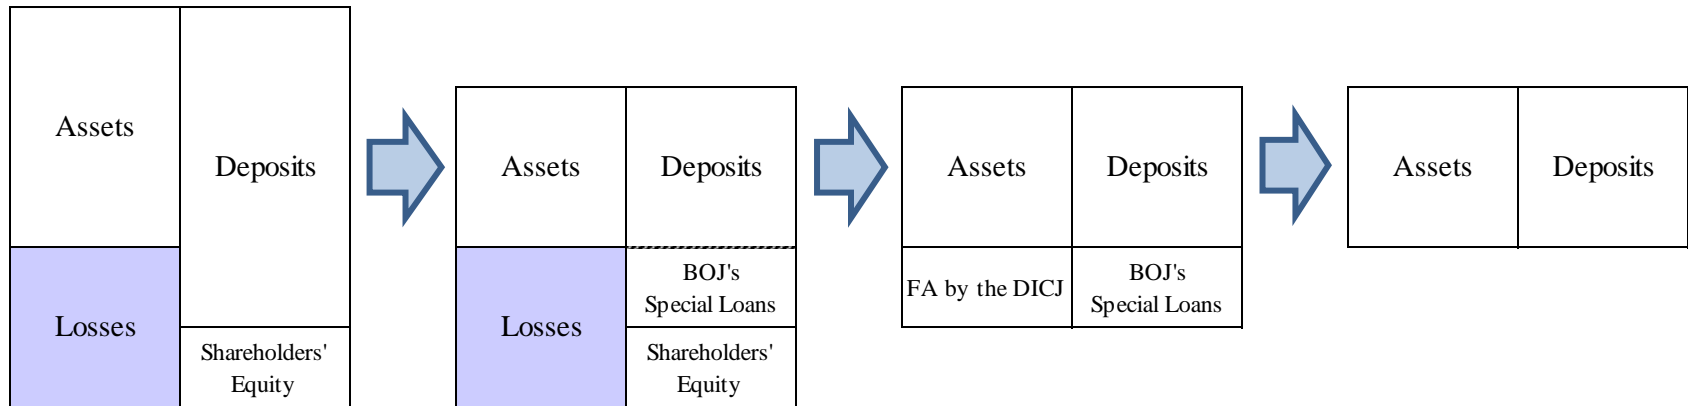 Assets
Deposits
Losses
Shareholders'
Equity
Assets
Deposits
Losses
BOJ's
Special Loans
Shareholders'
Equity
Assets
Deposits
FA by the DICJ
BOJ's
Special Loans
Assets
Deposits